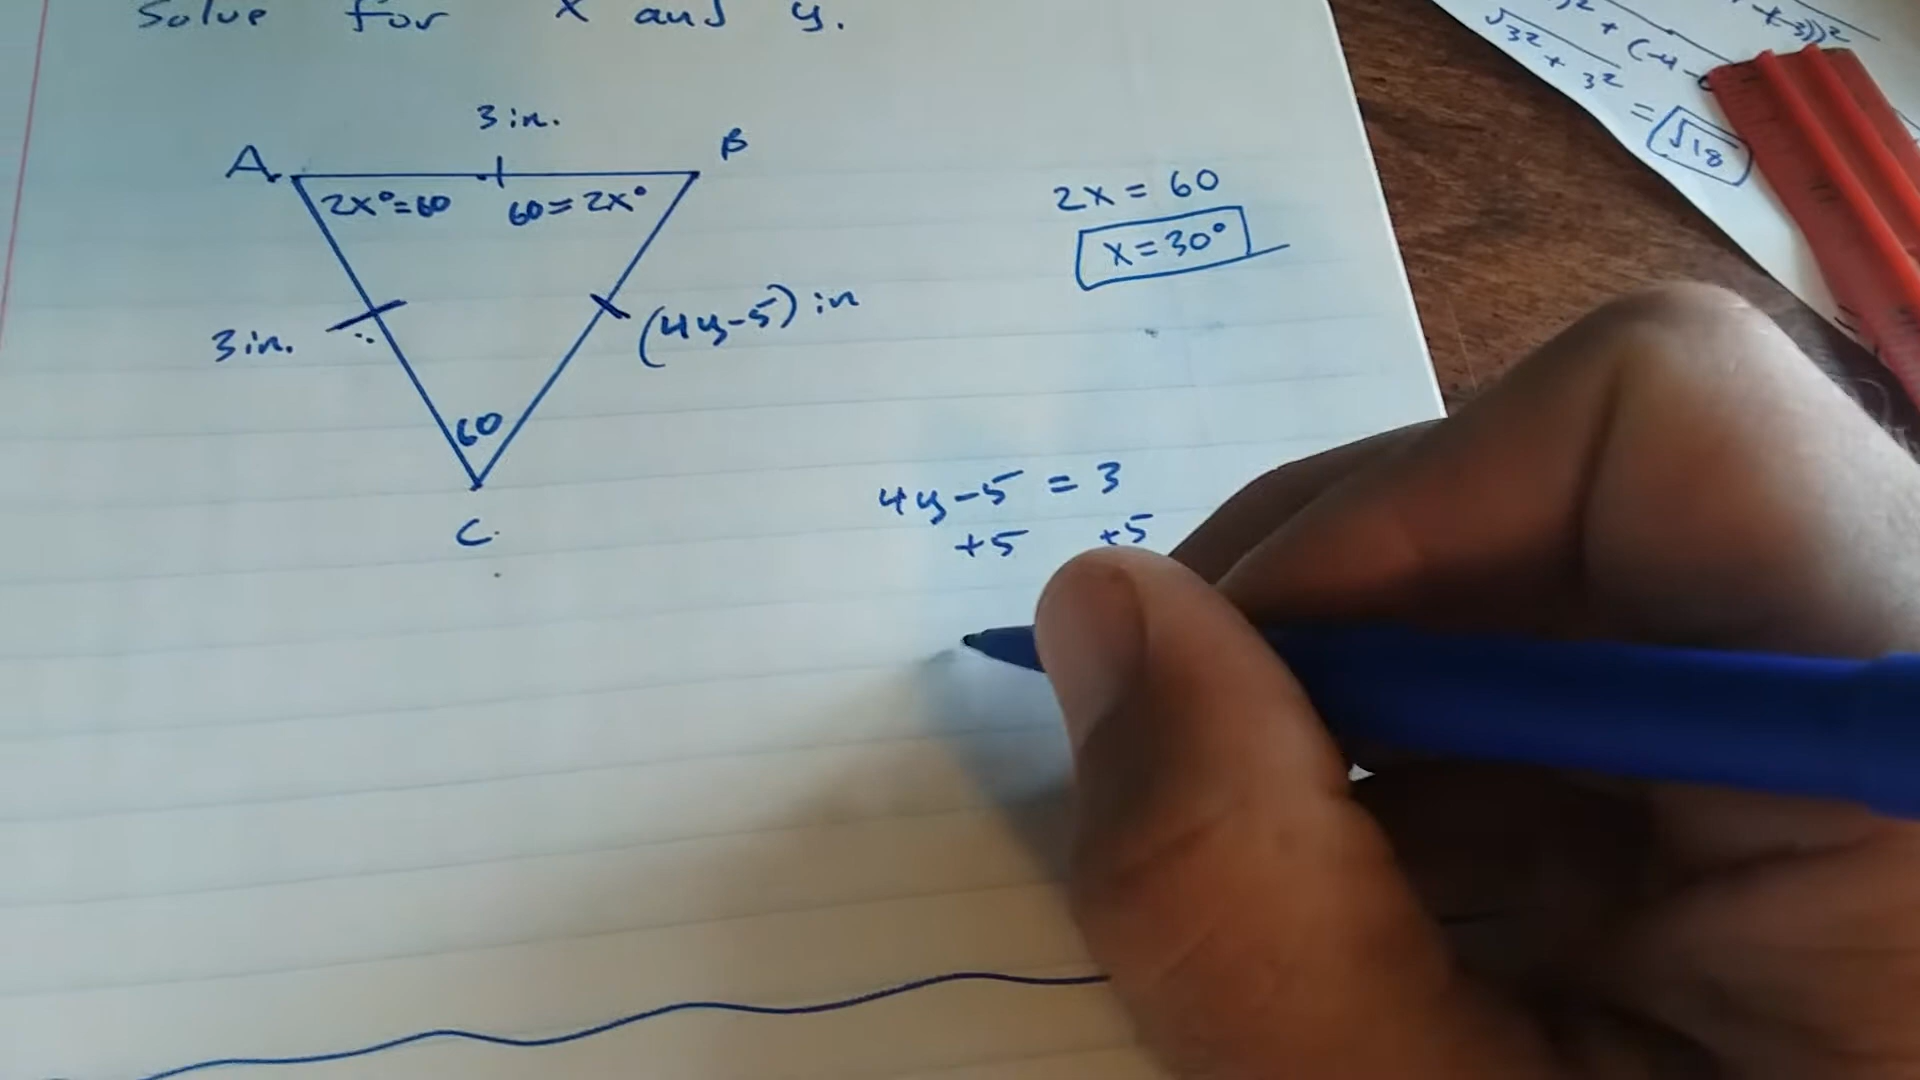 Solve for x and y.
3 in.
A
B
2x°=60
60=2x°
3 in.
(4y-5) in
60
C
2x = 60
x=30°
4y-5 = 3
+5 +5
√3² + 3²
= √18